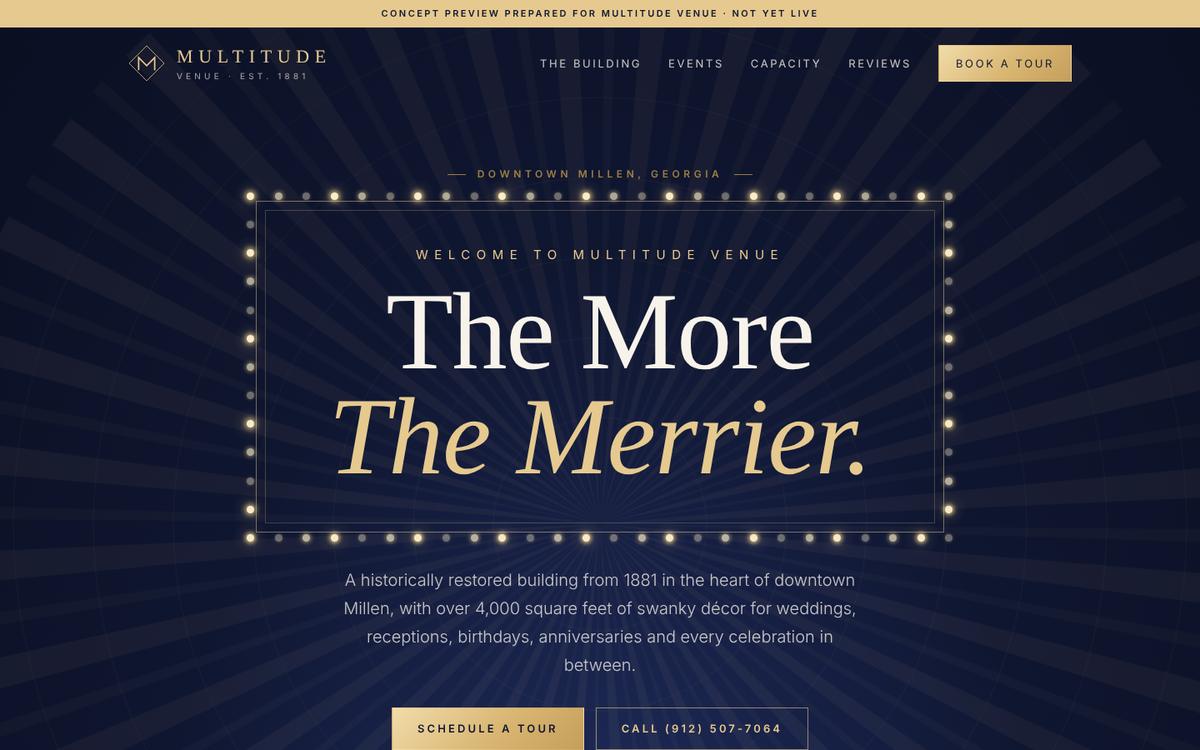 CONCEPT PREVIEW PREPARED FOR MULTITUDE VENUE · NOT YET LIVE
MULTITUDE
VENUE · EST. 1881
THE BUILDING
EVENTS
CAPACITY
REVIEWS
BOOK A TOUR
DOWNTOWN MILLEN, GEORGIA
WELCOME TO MULTITUDE VENUE
The More
The Merrier.
A historically restored building from 1881 in the heart of downtown
Millen, with over 4,000 square feet of swanky décor for weddings,
receptions, birthdays, anniversaries and every celebration in
between.
SCHEDULE A TOUR
CALL (912) 507-7064